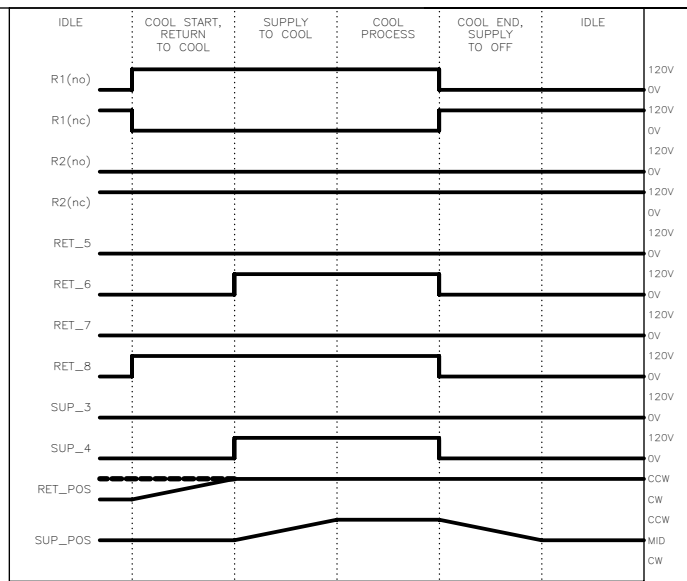 IDLE
COOL START,
RETURN
TO COOL
SUPPLY
TO COOL
COOL
PROCESS
COOL END,
SUPPLY
TO OFF
IDLE
R1(no)
120V
0V
R1(nc)
120V
0V
R2(no)
120V
0V
R2(nc)
120V
0V
RET_5
120V
0V
RET_6
120V
0V
RET_7
120V
0V
RET_8
120V
0V
SUP_3
120V
0V
SUP_4
120V
0V
RET_POS
CCW
CW
SUP_POS
CCW
MID
CW